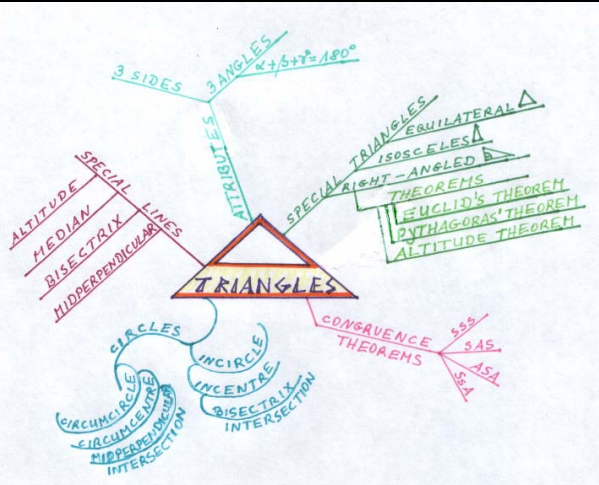 TRIANGLES
ATTRIBUTES
3 SIDES
3 ANGLES
α+β+γ=180°
SPECIAL TRIANGLES
EQUILATERAL
ISOSCELES
RIGHT-ANGLED
THEOREMS
EUCLID'S THEOREM
PYTHAGORAS' THEOREM
ALTITUDE THEOREM
CONGRUENCE
THEOREMS
SSS
SAS
ASA
SsA
CIRCLES
INCIRCLE
INCENTRE
BISECTRIX
INTERSECTION
CIRCUMCIRCLE
CIRCUMCENTRE
MIDPERPENDICULAR
INTERSECTION
SPECIAL LINES
ALTITUDE
MEDIAN
BISECTRIX
MIDPERPENDICULAR